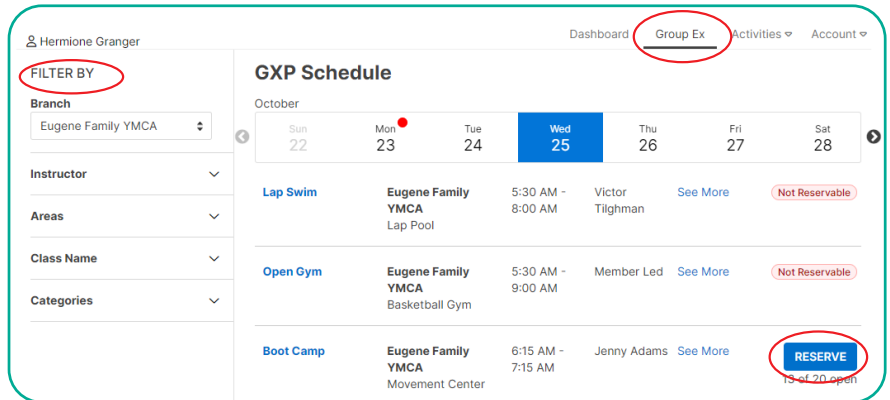 Hermione Granger
Dashboard Group Ex Activities Account
FILTER BY
Branch
Eugene Family YMCA
Instructor
Areas
Class Name
Categories
GXP Schedule
October
Sun Mon Tue Wed Thu Fri Sat
22 23 24 25 26 27 28
Lap Swim Eugene Family 5:30 AM - Victor See More Not Reservable
YMCA 8:00 AM Tilghman
Lap Pool
Open Gym Eugene Family 5:30 AM - Member Led See More Not Reservable
YMCA 9:00 AM
Basketball Gym
Boot Camp Eugene Family 6:15 AM - Jenny Adams See More RESERVE
YMCA 7:15 AM
Movement Center 13 of 20 open